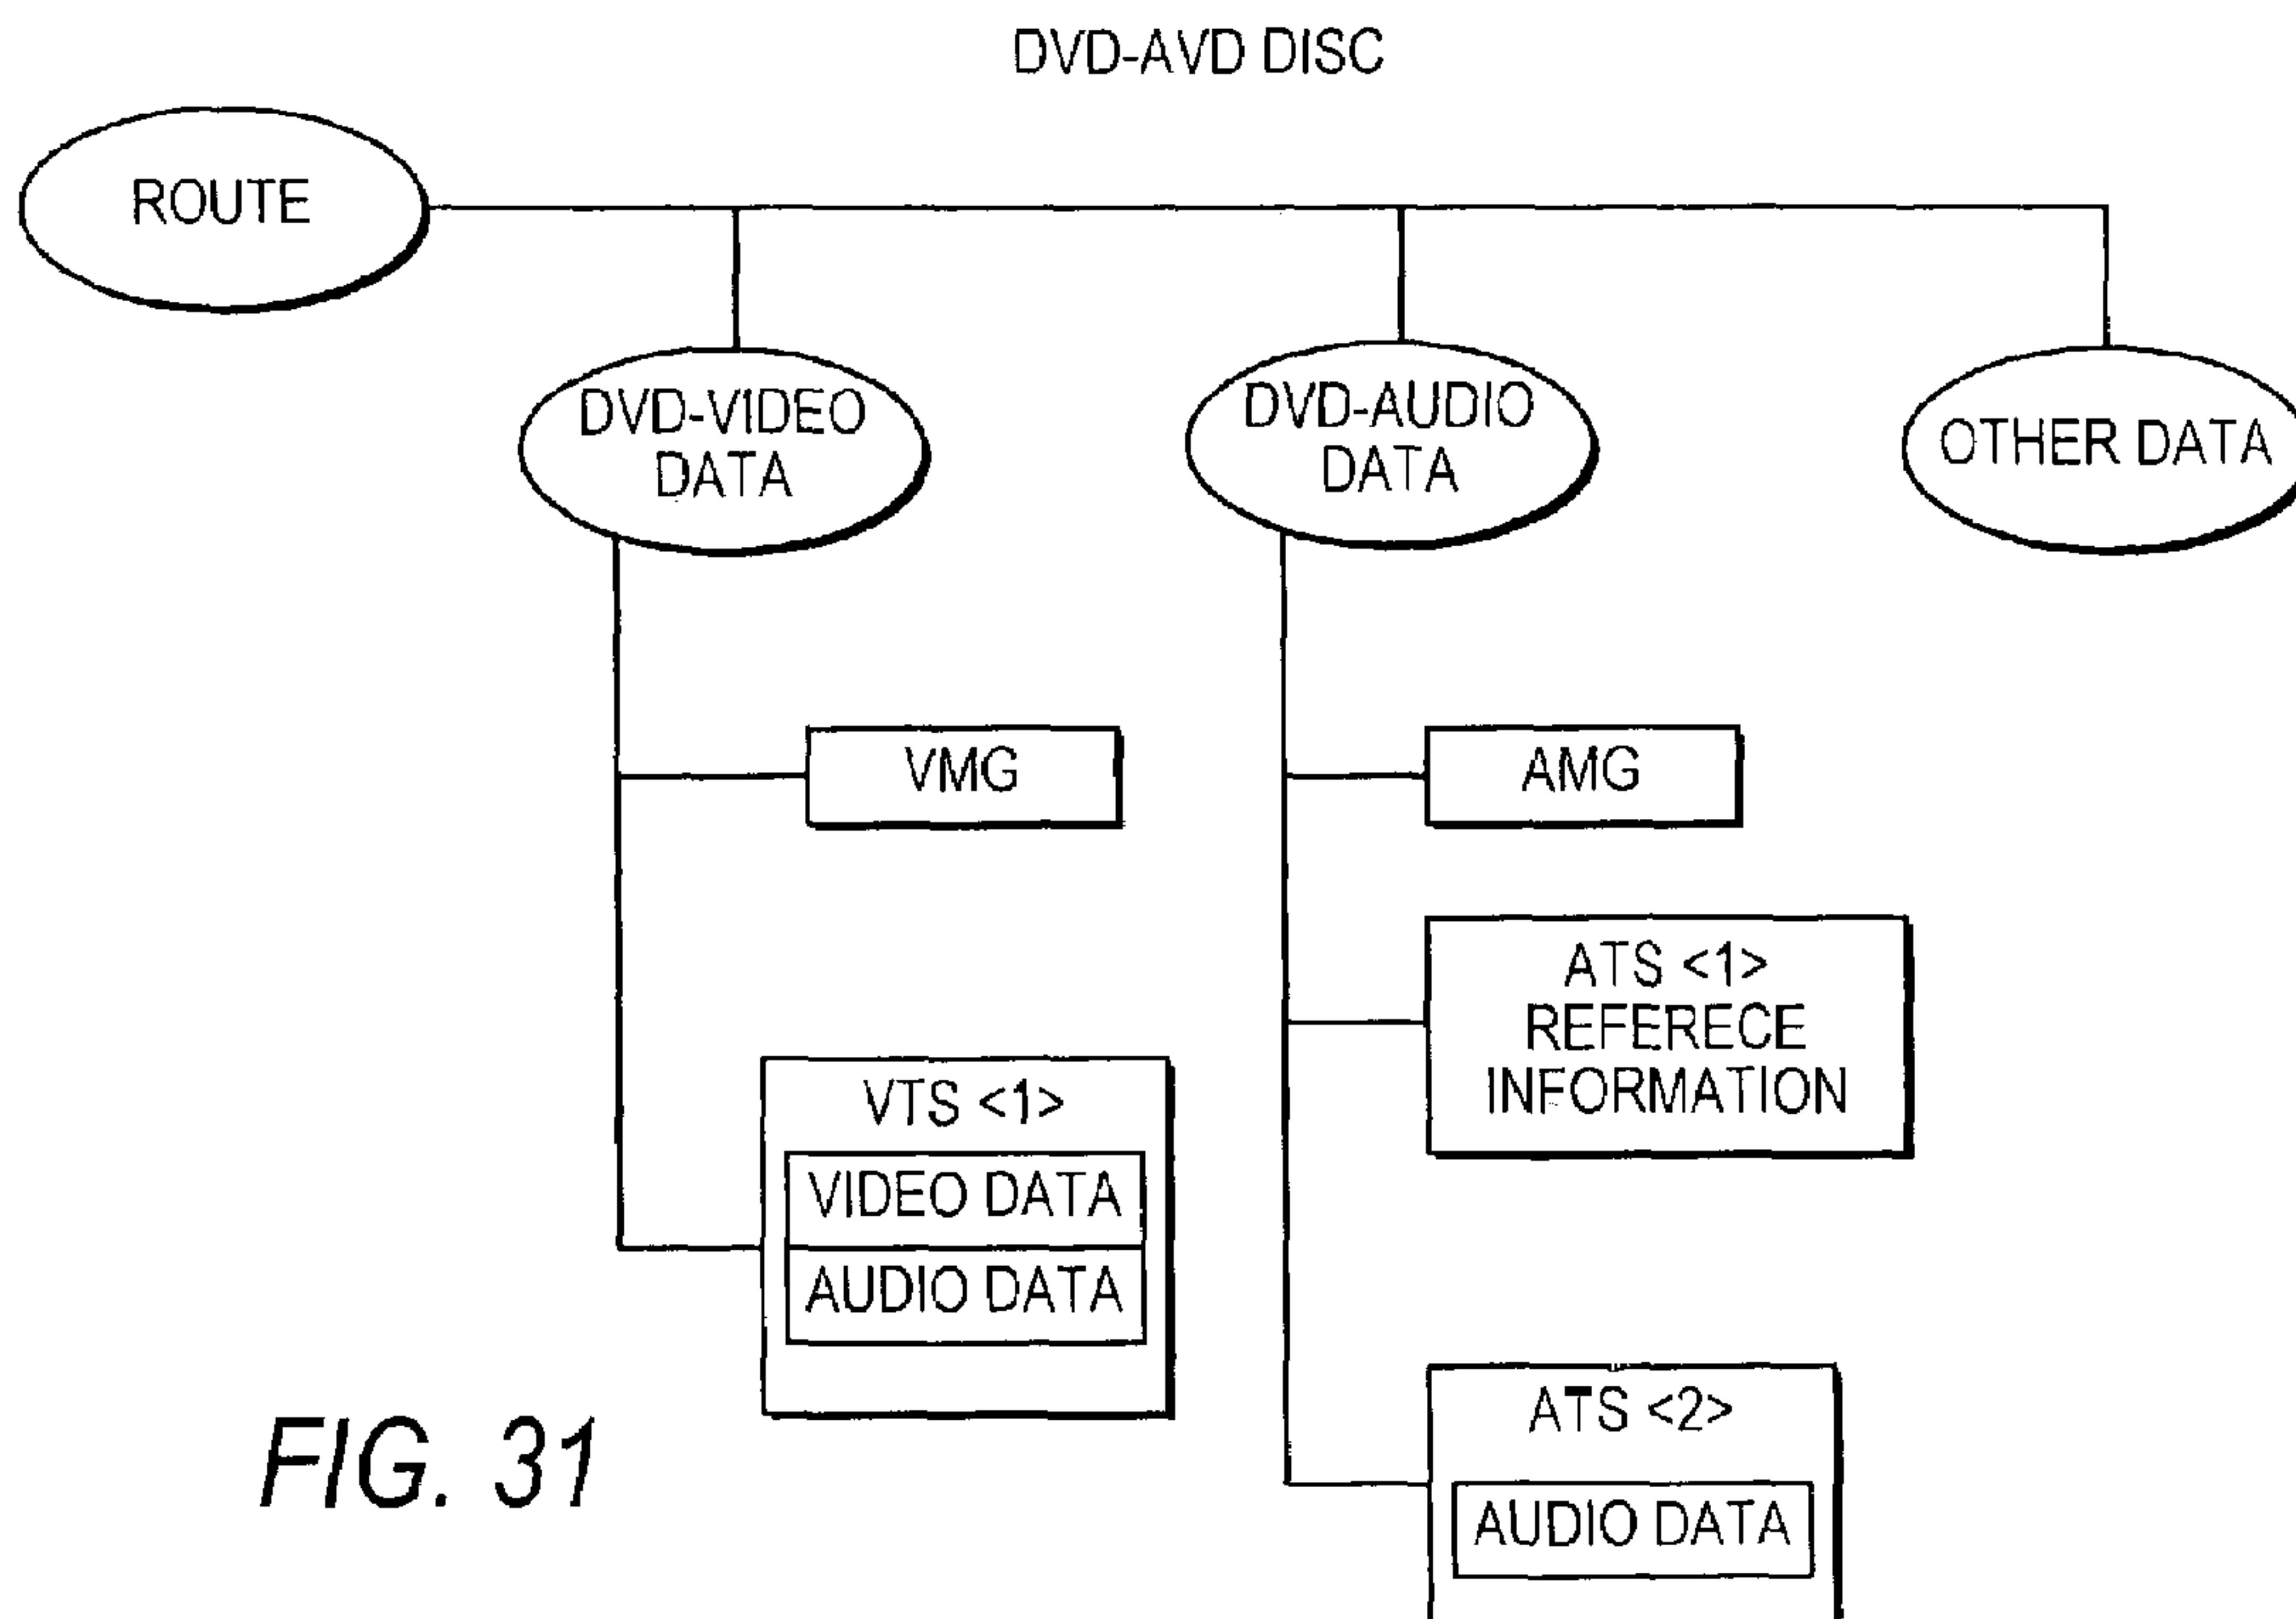 DVD-AVD DISC
ROUTE
DVD-VIDEO
DATA
DVD-AUDIO
DATA
OTHER DATA
VMG
AMG
ATS <1>
REFERECE
INFORMATION
VTS <1>
VIDEO DATA
AUDIO DATA
ATS <2>
AUDIO DATA
FIG. 31